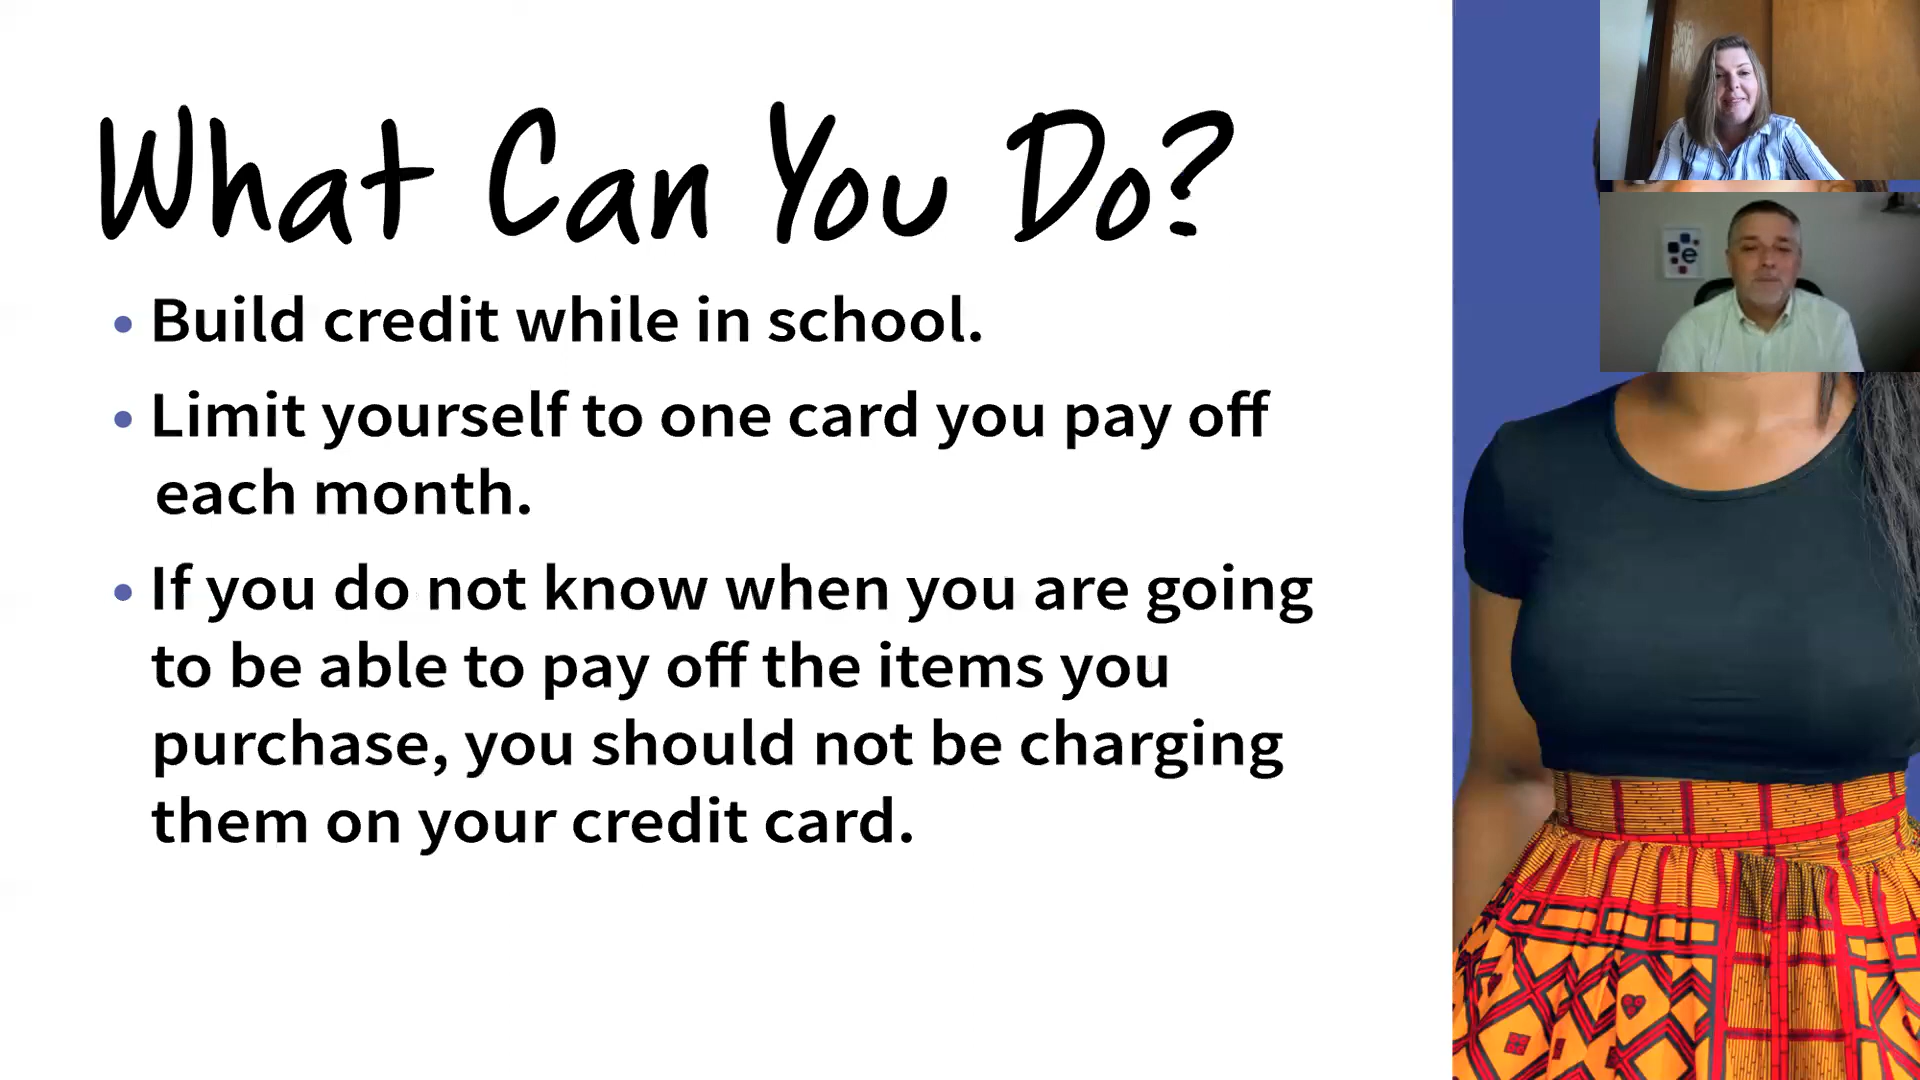 What Can You Do?
• Build credit while in school.
• Limit yourself to one card you pay off
each month.
• If you do not know when you are going
to be able to pay off the items you
purchase, you should not be charging
them on your credit card.
e